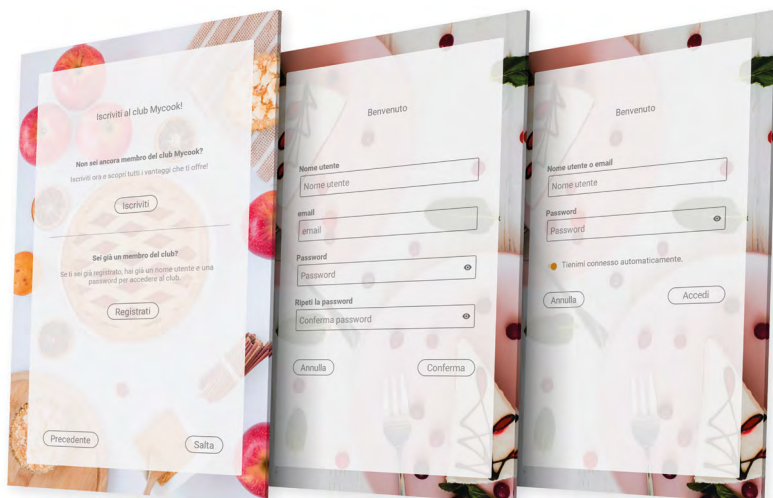 Iscriviti al club Mycook!
Non sei ancora membro del club Mycook?
Iscriviti ora e scopri tutti i vantaggi che ti offre!
Iscriviti
Sei già un membro del club?
Se ti sei già registrato, hai già un nome utente e una
password per accedere al club.
Registrati
Precedente
Salta
Benvenuto
Nome utente
Nome utente
email
email
Password
Password
Ripeti la password
Conferma password
Annulla
Conferma
Benvenuto
Nome utente o email
Nome utente
Password
Password
Tienimi connesso automaticamente.
Annulla
Accedi